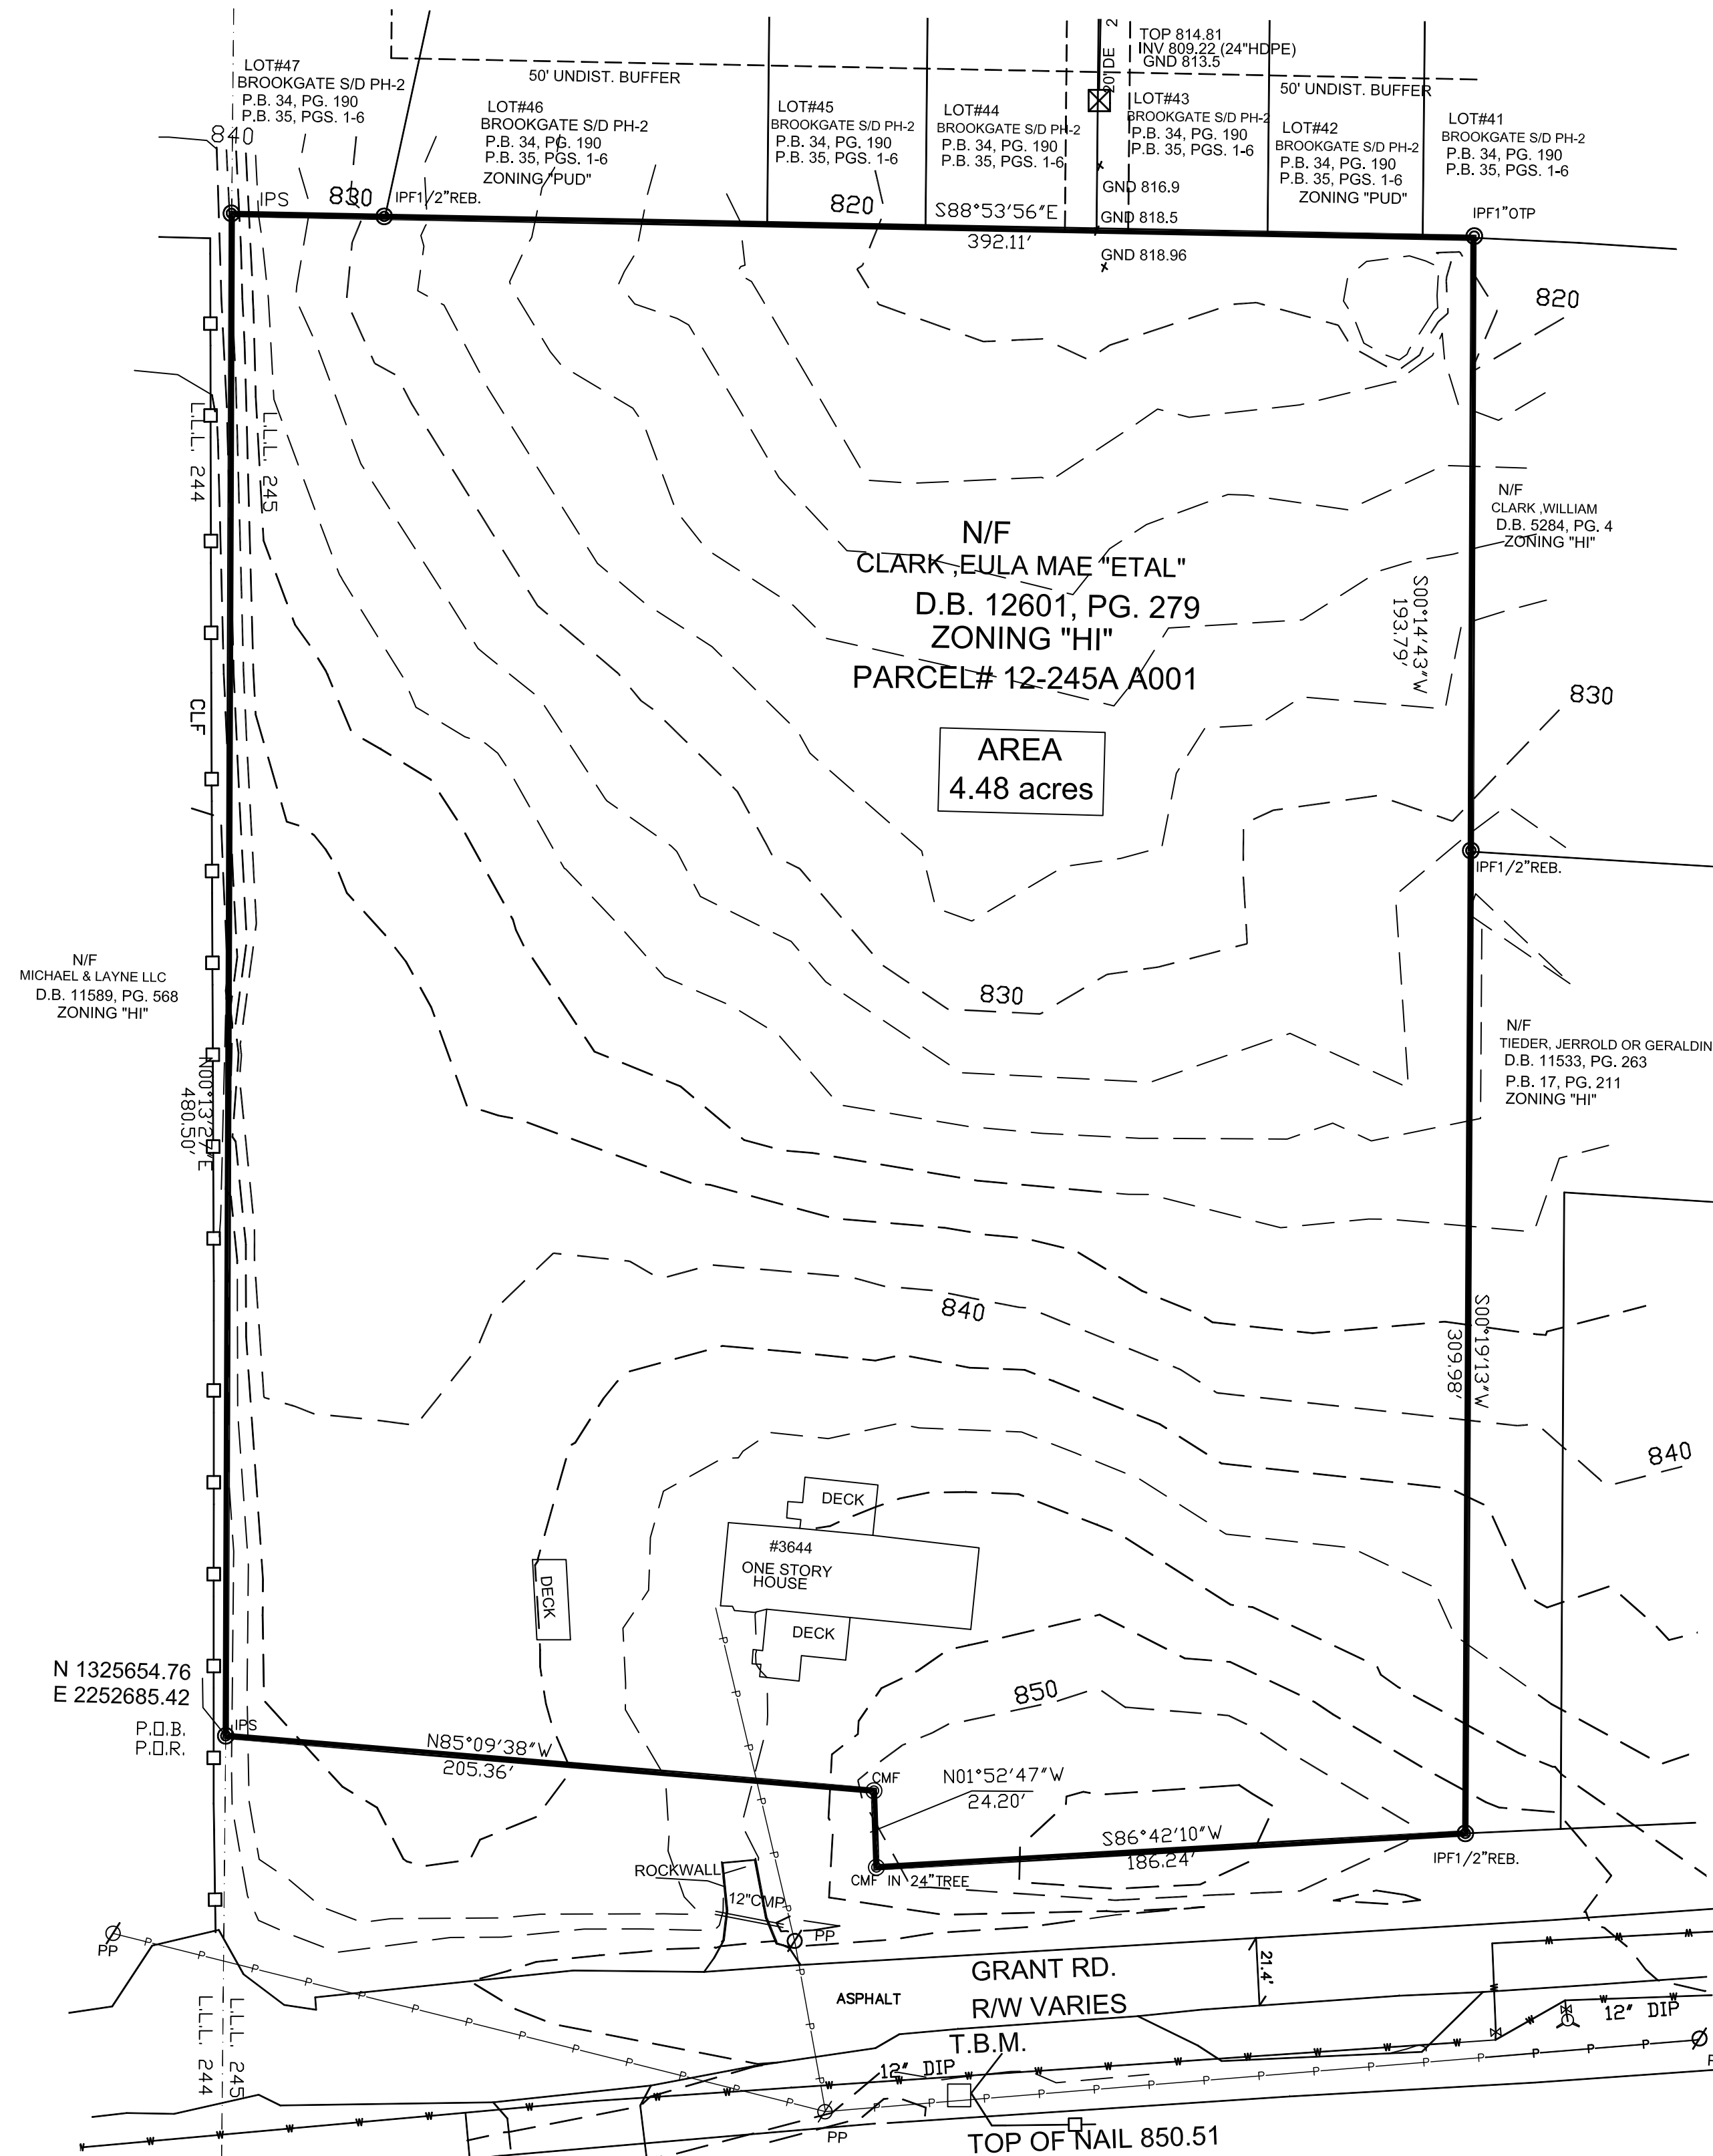 LOT#47
BROOKGATE S/D PH-2
P.B. 34, PG. 190
P.B. 35, PGS. 1-6
840
50' UNDIST. BUFFER
LOT#46
BROOKGATE S/D PH-2
P.B. 34, PG. 190
P.B. 35, PGS. 1-6
ZONING "PUD"
LOT#45
BROOKGATE S/D PH-2
P.B. 34, PG. 190
P.B. 35, PGS. 1-6
LOT#44
BROOKGATE S/D PH-2
P.B. 34, PG. 190
P.B. 35, PGS. 1-6
20'DE
2
TOP 814.81
INV 809.22 (24"HDPE)
GND 813.5
LOT#43
BROOKGATE S/D PH-2
P.B. 34, PG. 190
P.B. 35, PGS. 1-6
50' UNDIST. BUFFER
LOT#42
BROOKGATE S/D PH-2
P.B. 34, PG. 190
P.B. 35, PGS. 1-6
ZONING "PUD"
LOT#41
BROOKGATE S/D PH-2
P.B. 34, PG. 190
P.B. 35, PGS. 1-6
IPS
830
IPF1/2"REB.
820
S88°53'56"E
392.11'
GND 816.9
GND 818.5
GND 818.96
IPF1"OTP
820
L.L.L. 244
L.L.L. 245
N/F
CLARK ,WILLIAM
D.B. 5284, PG. 4
ZONING "HI"
N/F
CLARK ,EULA MAE "ETAL"
D.B. 12601, PG. 279
ZONING "HI"
PARCEL# 12-245A A001
S00°14'43"W
193.79'
830
CLF
AREA
4.48 acres
IPF1/2"REB.
N/F
MICHAEL & LAYNE LLC
D.B. 11589, PG. 568
ZONING "HI"
830
N/F
TIEDER, JERROLD OR GERALDIN
D.B. 11533, PG. 263
P.B. 17, PG. 211
ZONING "HI"
N00°13'27"E
480.50'
840
S00°19'13"W
309.98'
840
DECK
#3644
ONE STORY
HOUSE
DECK
DECK
N 1325654.76
E 2252685.42
P.O.B.
P.O.R.
IPS
850
N85°09'38"W
205.36'
CMF
N01°52'47"W
24.20'
S86°42'10"W
186.24'
IPF1/2"REB.
CMF IN 24"TREE
ROCKWALL
12"CMP
PP
PP
GRANT RD.
21.4'
ASPHALT
R/W VARIES
T.B.M.
12" DIP
12" DIP
L.L.L. 244
L.L.L. 245
PP
P
TOP OF NAIL 850.51